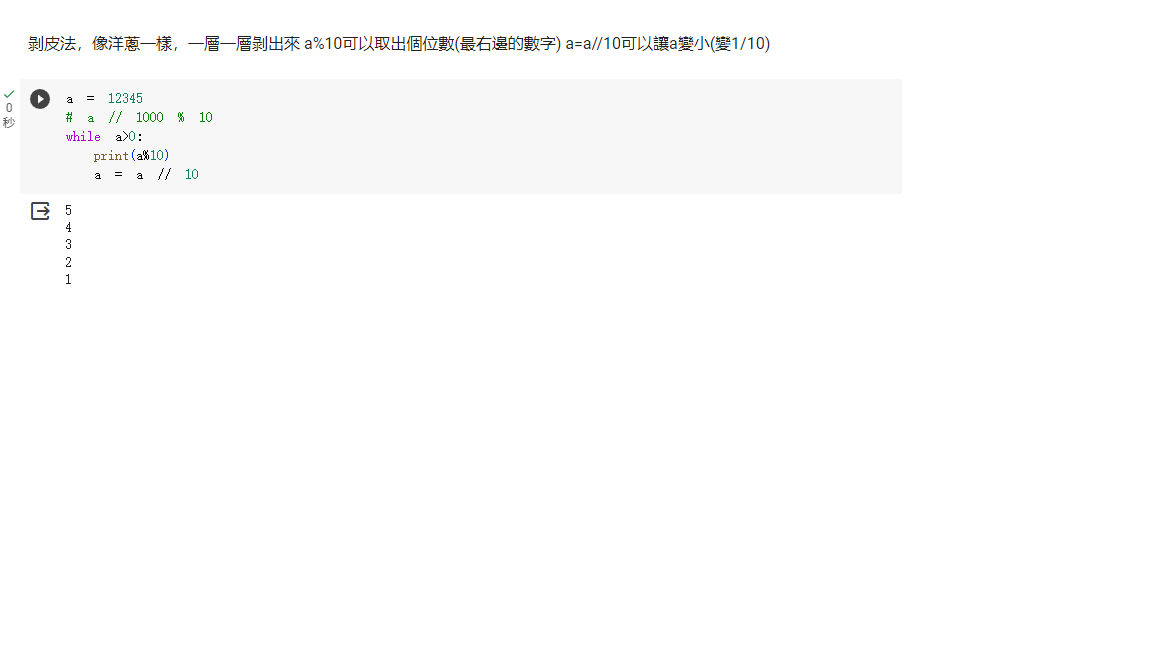 剝皮法，像洋蔥一樣，一層一層剝出來 a%10可以取出個位數(最右邊的數字) a=a//10可以讓a變小(變1/10)
0
秒
a = 12345
# a // 1000 % 10
while a>0:
    print(a%10)
    a = a // 10
5
4
3
2
1